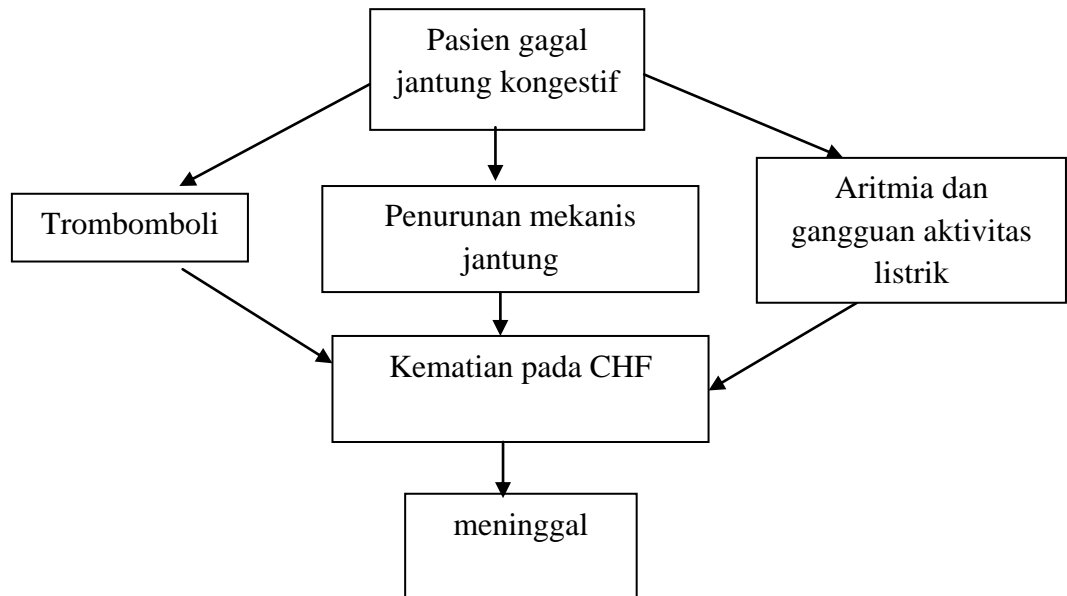 Pasien gagal
jantung kongestif
Trombomboli
Penurunan mekanis
jantung
Aritmia dan
gangguan aktivitas
listrik
Kematian pada CHF
meninggal